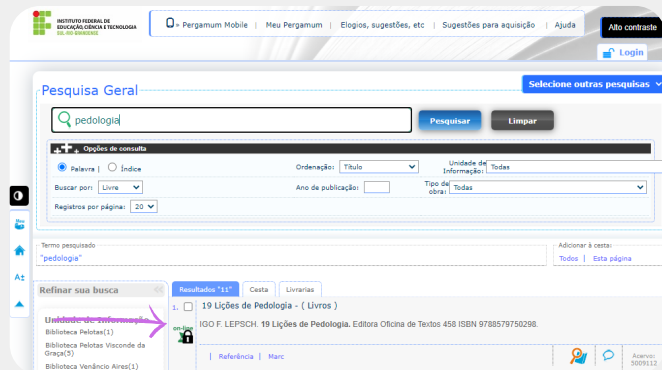 INSTITUTO FEDERAL DE
EDUCAÇÃO, CIÊNCIA E TECNOLOGIA
SUL-RIO-GRANDENSE
» Pergamum Mobile | Meu Pergamum | Elogios, sugestões, etc | Sugestões para aquisição | Ajuda
Alto contraste
Login
Pesquisa Geral
Selecione outras pesquisas
pedologia
Pesquisar
Limpar
Opções de consulta
Palavra | Índice
Ordenação: Título
Unidade de Informação: Todas
Buscar por: Livre
Ano de publicação:
Tipo de obra: Todas
Registros por página: 20
A±
Termo pesquisado
"pedologia"
Adicionar à cesta:
Todos | Esta página
Refinar sua busca
Resultados "11"
Cesta
Livrarias
1. 19 Lições de Pedologia - ( Livros )
Unidade de Informação
Biblioteca Pelotas(1)
Biblioteca Pelotas Visconde da
Graça(5)
Biblioteca Venâncio Aires(1)
on-line
IGO F. LEPSCH. 19 Lições de Pedologia. Editora Oficina de Textos 458 ISBN 9788579750298.
| Referência | Marc
Acervo:
5009112